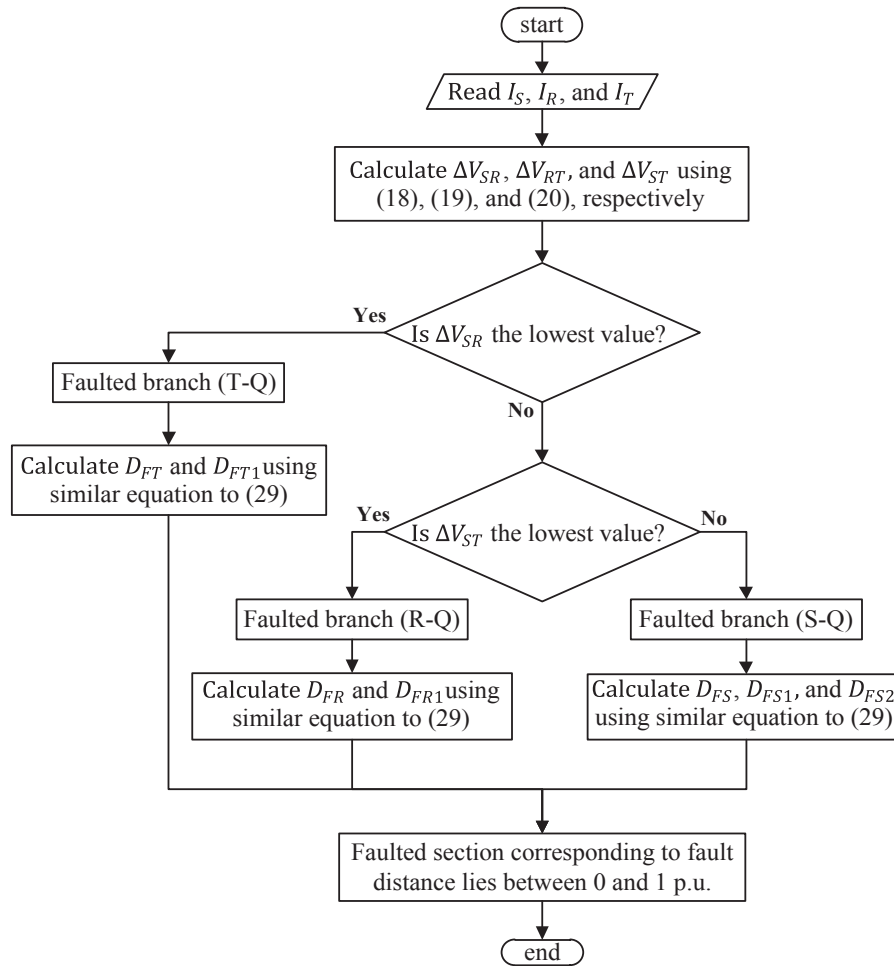 start
Read I_S, I_R, and I_T
Calculate ΔV_SR, ΔV_RT, and ΔV_ST using
(18), (19), and (20), respectively
Yes
Is ΔV_SR the lowest value?
Faulted branch (T-Q)
No
Calculate D_FT and D_FT1 using
similar equation to (29)
Yes
Is ΔV_ST the lowest value?
No
Faulted branch (R-Q)
Faulted branch (S-Q)
Calculate D_FR and D_FR1 using
similar equation to (29)
Calculate D_FS, D_FS1, and D_FS2
using similar equation to (29)
Faulted section corresponding to fault
distance lies between 0 and 1 p.u.
end